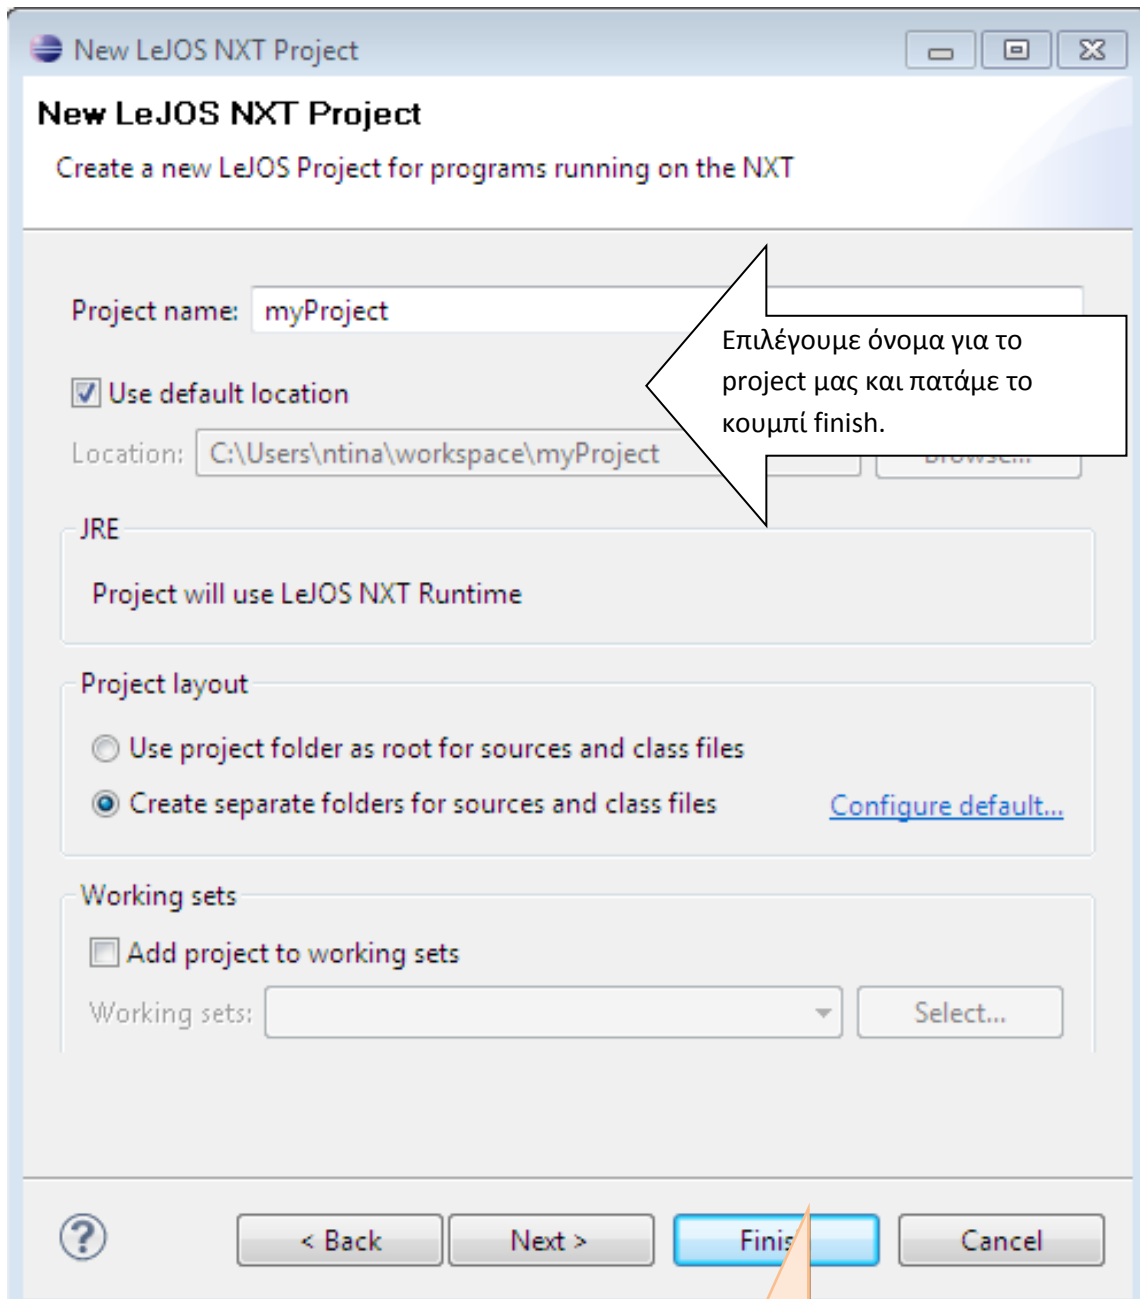 New LeJOS NXT Project
New LeJOS NXT Project
Create a new LeJOS Project for programs running on the NXT
Project name: myProject
Επιλέγουμε όνομα για το
project μας και πατάμε το
κουμπί finish.
Use default location
Location: C:\Users\ntina\workspace\myProject
JRE
Project will use LeJOS NXT Runtime
Project layout
Use project folder as root for sources and class files
Create separate folders for sources and class files Configure default...
Working sets
Add project to working sets
Working sets: Select...
? < Back Next > Finis Cancel